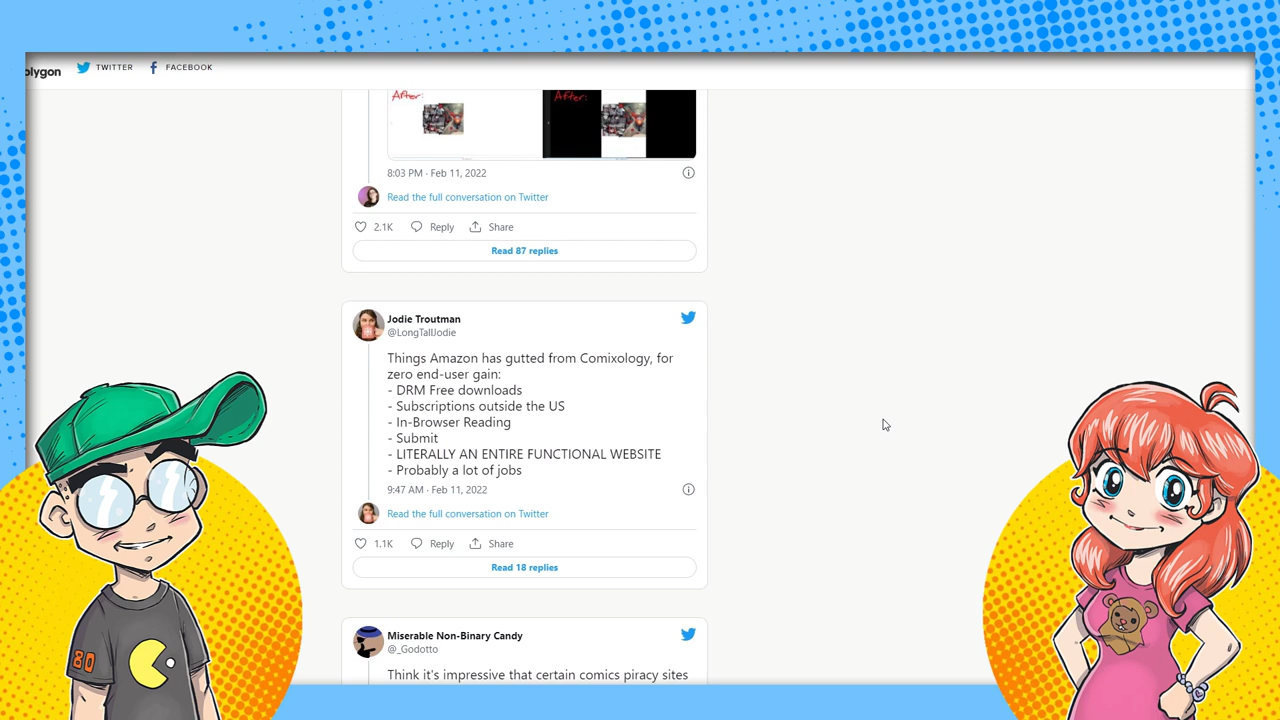 olygon
TWITTER
FACEBOOK
After:
After:
8:03 PM · Feb 11, 2022
Read the full conversation on Twitter
2.1K
Reply
Share
Read 87 replies
Jodie Troutman
@LongTallJodie
Things Amazon has gutted from Comixology, for
zero end-user gain:
- DRM Free downloads
- Subscriptions outside the US
- In-Browser Reading
- Submit
- LITERALLY AN ENTIRE FUNCTIONAL WEBSITE
- Probably a lot of jobs
9:47 AM · Feb 11, 2022
Read the full conversation on Twitter
1.1K
Reply
Share
Read 18 replies
Miserable Non-Binary Candy
@_Godotto
Think it's impressive that certain comics piracy sites
80